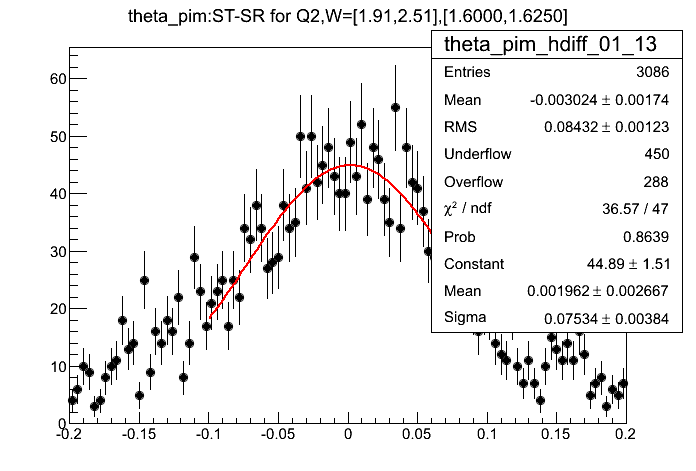 theta_pim:ST-SR for Q2,W=[1.91,2.51],[1.6000,1.6250]
theta_pim_hdiff_01_13
Entries 3086
Mean -0.003024 ± 0.00174
RMS 0.08432 ± 0.00123
Underflow 450
Overflow 288
χ² / ndf 36.57 / 47
Prob 0.8639
Constant 44.89 ± 1.51
Mean 0.001962 ± 0.002667
Sigma 0.07534 ± 0.00384
60
50
40
30
20
10
0
-0.2 -0.15 -0.1 -0.05 0 0.05 0.1 0.15 0.2